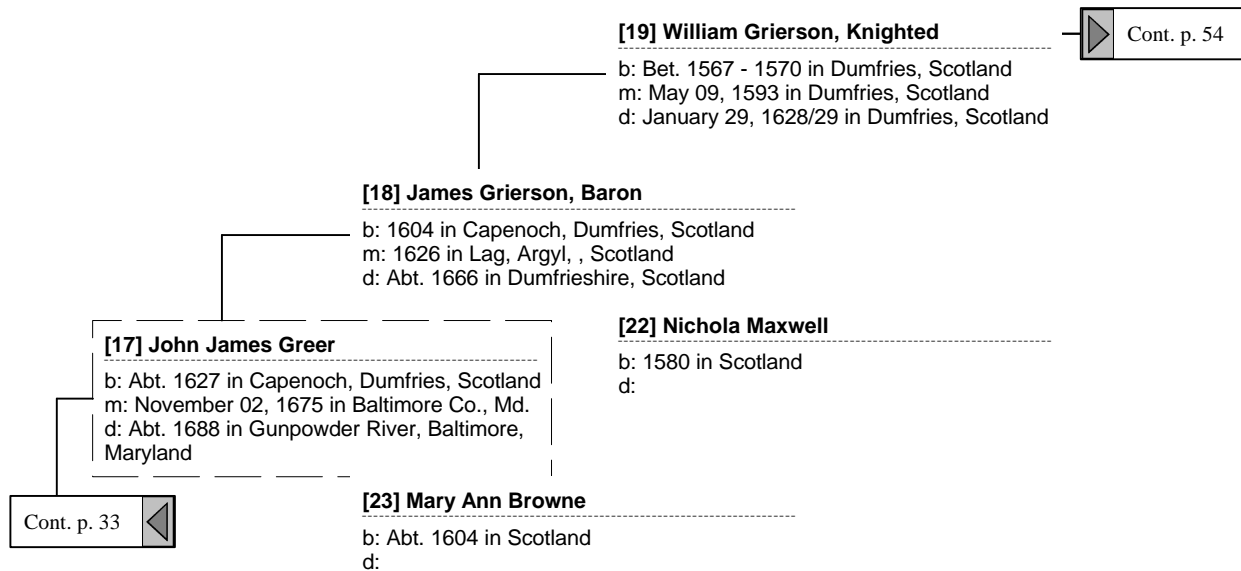 [19] William Grierson, Knighted
Cont. p. 54
b: Bet. 1567 - 1570 in Dumfries, Scotland
m: May 09, 1593 in Dumfries, Scotland
d: January 29, 1628/29 in Dumfries, Scotland
[18] James Grierson, Baron
b: 1604 in Capenoch, Dumfries, Scotland
m: 1626 in Lag, Argyl, , Scotland
d: Abt. 1666 in Dumfrieshire, Scotland
[22] Nichola Maxwell
b: 1580 in Scotland
d:
[17] John James Greer
b: Abt. 1627 in Capenoch, Dumfries, Scotland
m: November 02, 1675 in Baltimore Co., Md.
d: Abt. 1688 in Gunpowder River, Baltimore,
Maryland
Cont. p. 33
[23] Mary Ann Browne
b: Abt. 1604 in Scotland
d: